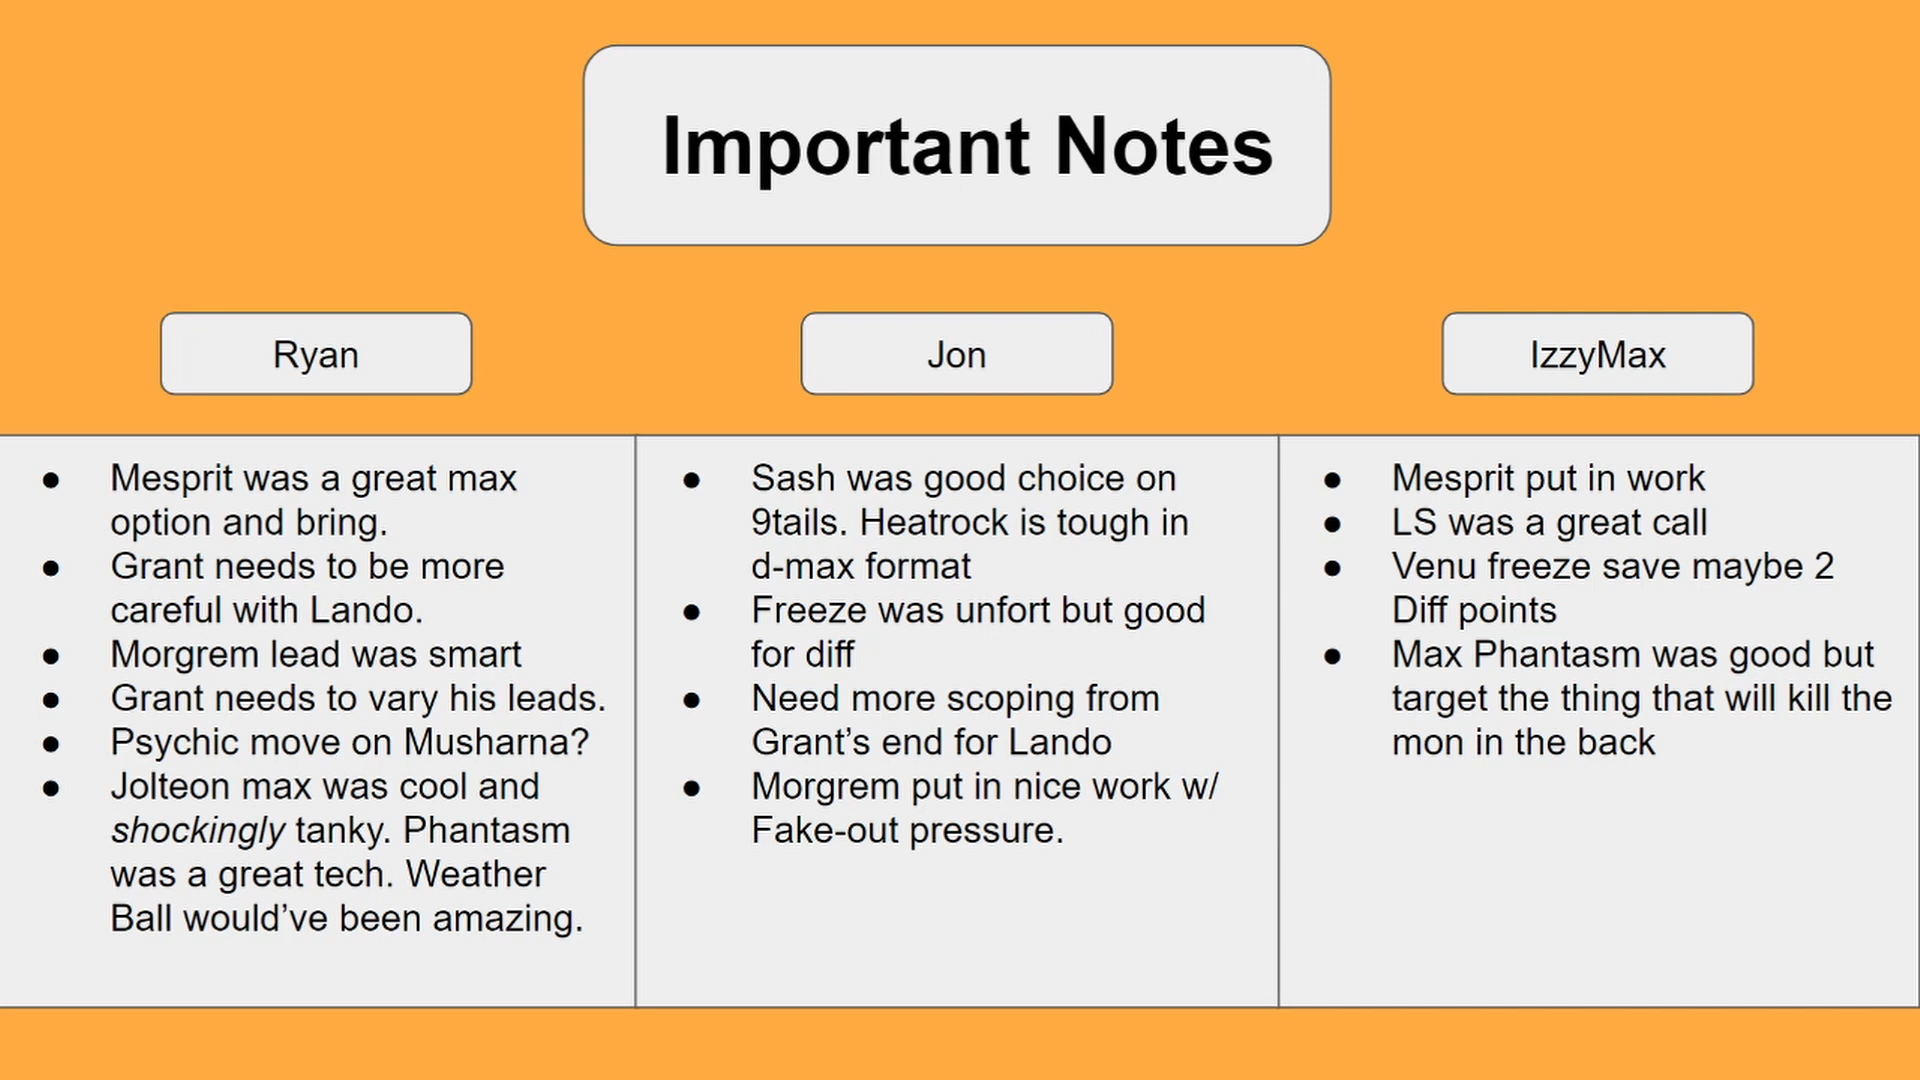 Important Notes
Ryan
Jon
IzzyMax
● Mesprit was a great max
option and bring.
● Grant needs to be more
careful with Lando.
● Morgrem lead was smart
● Grant needs to vary his leads.
● Psychic move on Musharna?
● Jolteon max was cool and
shockingly tanky. Phantasm
was a great tech. Weather
Ball would’ve been amazing.
● Sash was good choice on
9tails. Heatrock is tough in
d-max format
● Freeze was unfort but good
for diff
● Need more scoping from
Grant’s end for Lando
● Morgrem put in nice work w/
Fake-out pressure.
● Mesprit put in work
● LS was a great call
● Venu freeze save maybe 2
Diff points
● Max Phantasm was good but
target the thing that will kill the
mon in the back